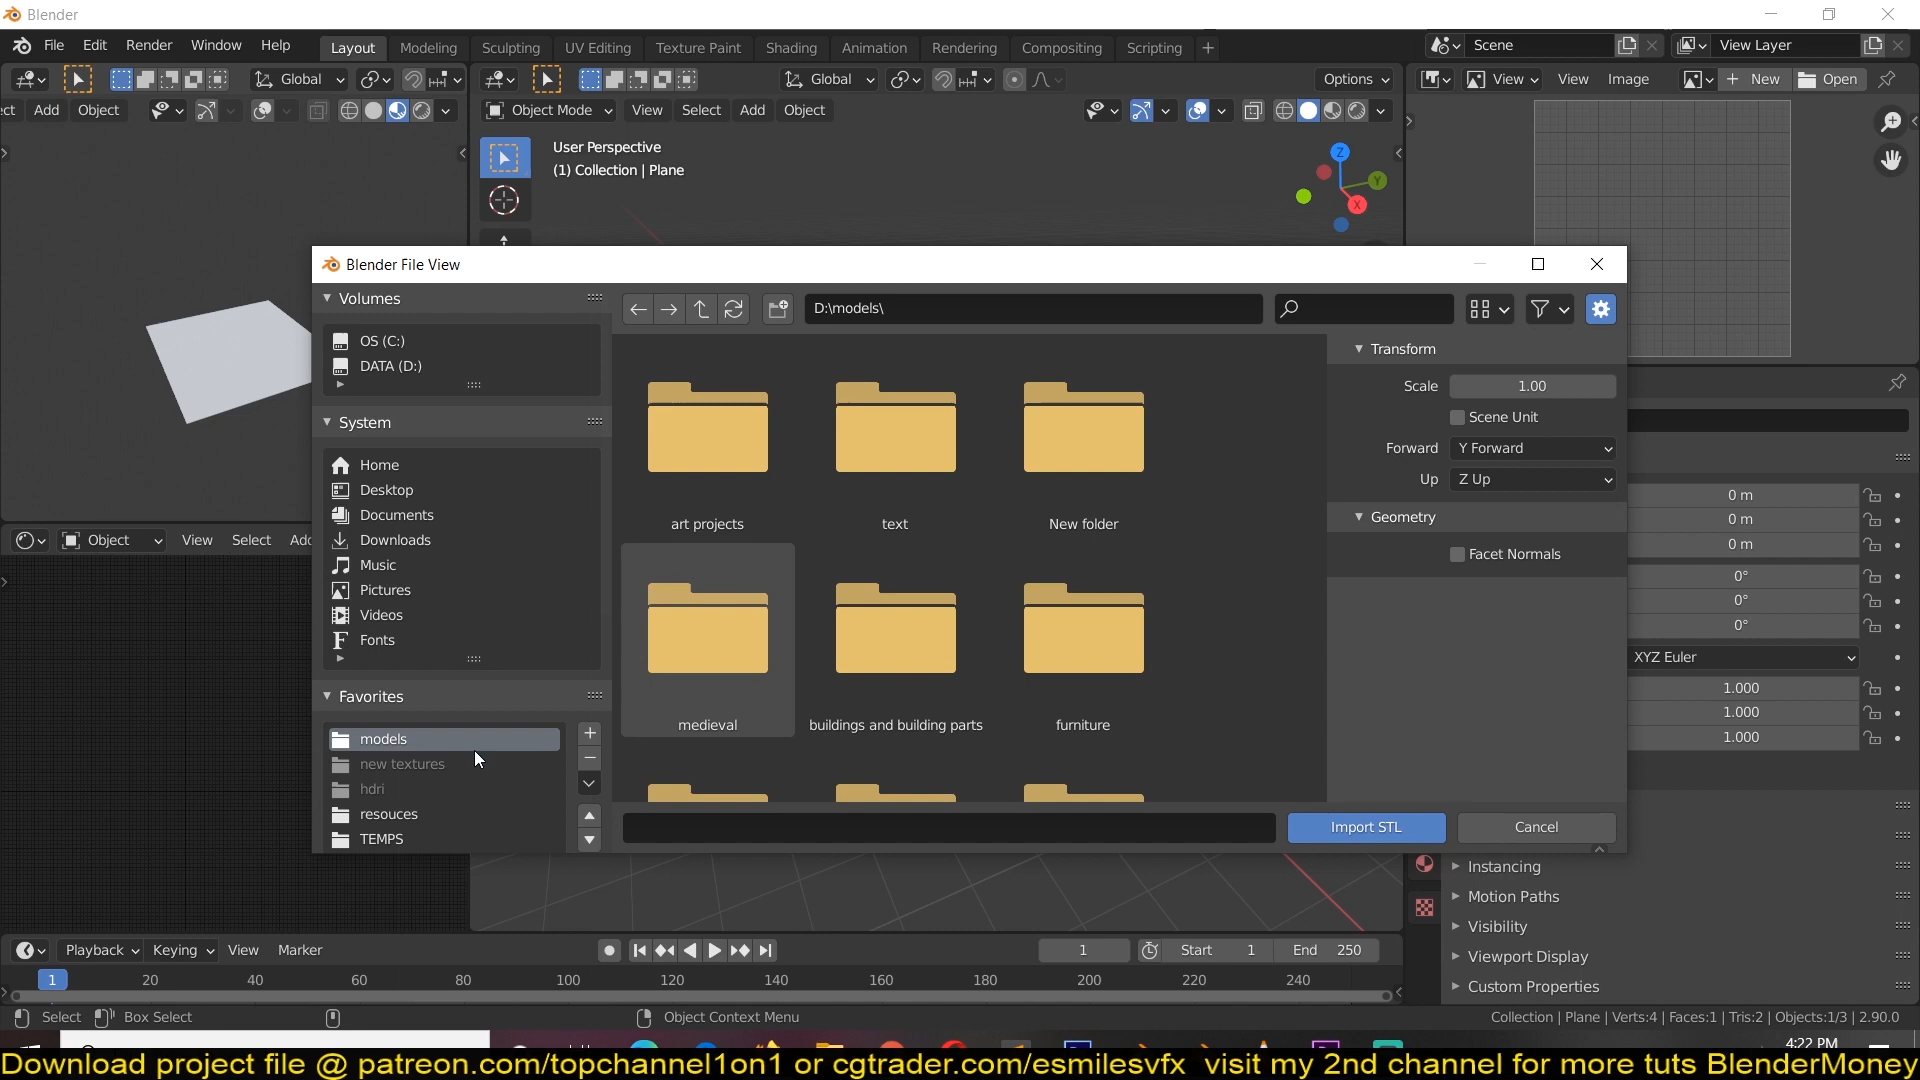 Blender
File Edit Render Window Help Layout Modeling Sculpting UV Editing Texture Paint Shading Animation Rendering Compositing Scripting + Scene View Layer
Global Global Options View View Image New Open
ect Add Object Object Mode View Select Add Object
User Perspective
(1) Collection | Plane
Z
Y
X
Blender File View
Volumes
OS (C:)
DATA (D:)
System
Home
Desktop
Documents
Downloads
Music
Pictures
Videos
Fonts
Favorites
models
new textures
hdri
resouces
TEMPS
D:\models\
art projects text New folder
medieval buildings and building parts furniture
Transform
Scale 1.00
Scene Unit
Forward Y Forward
Up Z Up
Geometry
Facet Normals
Import STL Cancel
Object View Select Add
0 m
0 m
0 m
0°
0°
0°
XYZ Euler
1.000
1.000
1.000
Instancing
Motion Paths
Visibility
Viewport Display
Custom Properties
Playback Keying View Marker 1 Start 1 End 250
1 20 40 60 80 100 120 140 160 180 200 220 240
Select Box Select Object Context Menu Collection | Plane | Verts:4 | Faces:1 | Tris:2 | Objects:1/3 | 2.90.0
4:22 PM
Download project file @ patreon.com/topchannel1on1 or cgtrader.com/esmilesvfx visit my 2nd channel for more tuts BlenderMoney